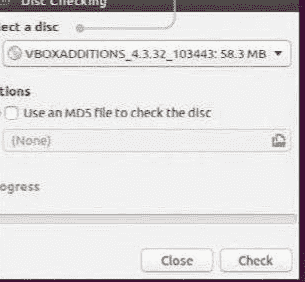 Disc Checking
ect a disc
VBOXADDITIONS_4.3.32_103443: 58.3 MB
tions
Use an MD5 file to check the disc
(None)
ogress
Close
Check